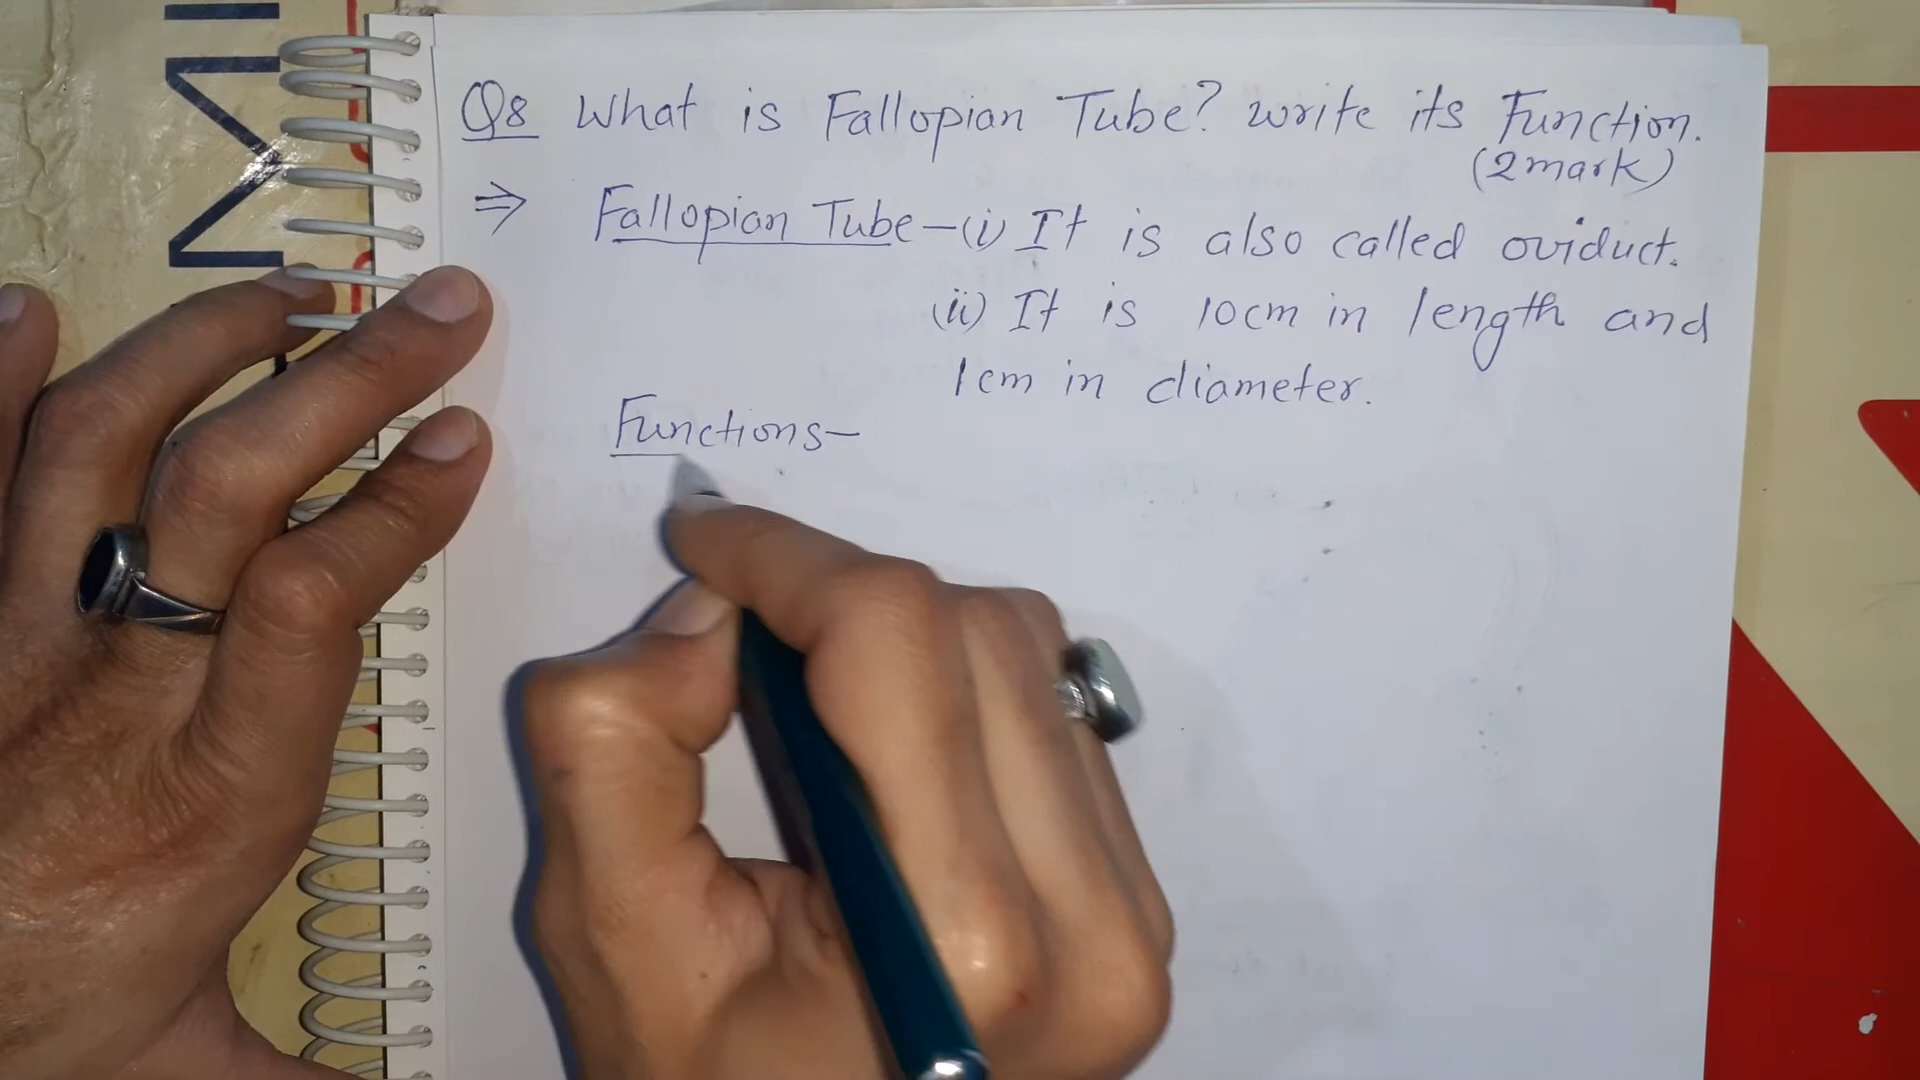 Q8 What is Fallopian Tube? write its Function.
(2mark)
⇒ Fallopian Tube-(i) It is also called oviduct.
(ii) It is 10cm in length and
1cm in diameter.
Functions-